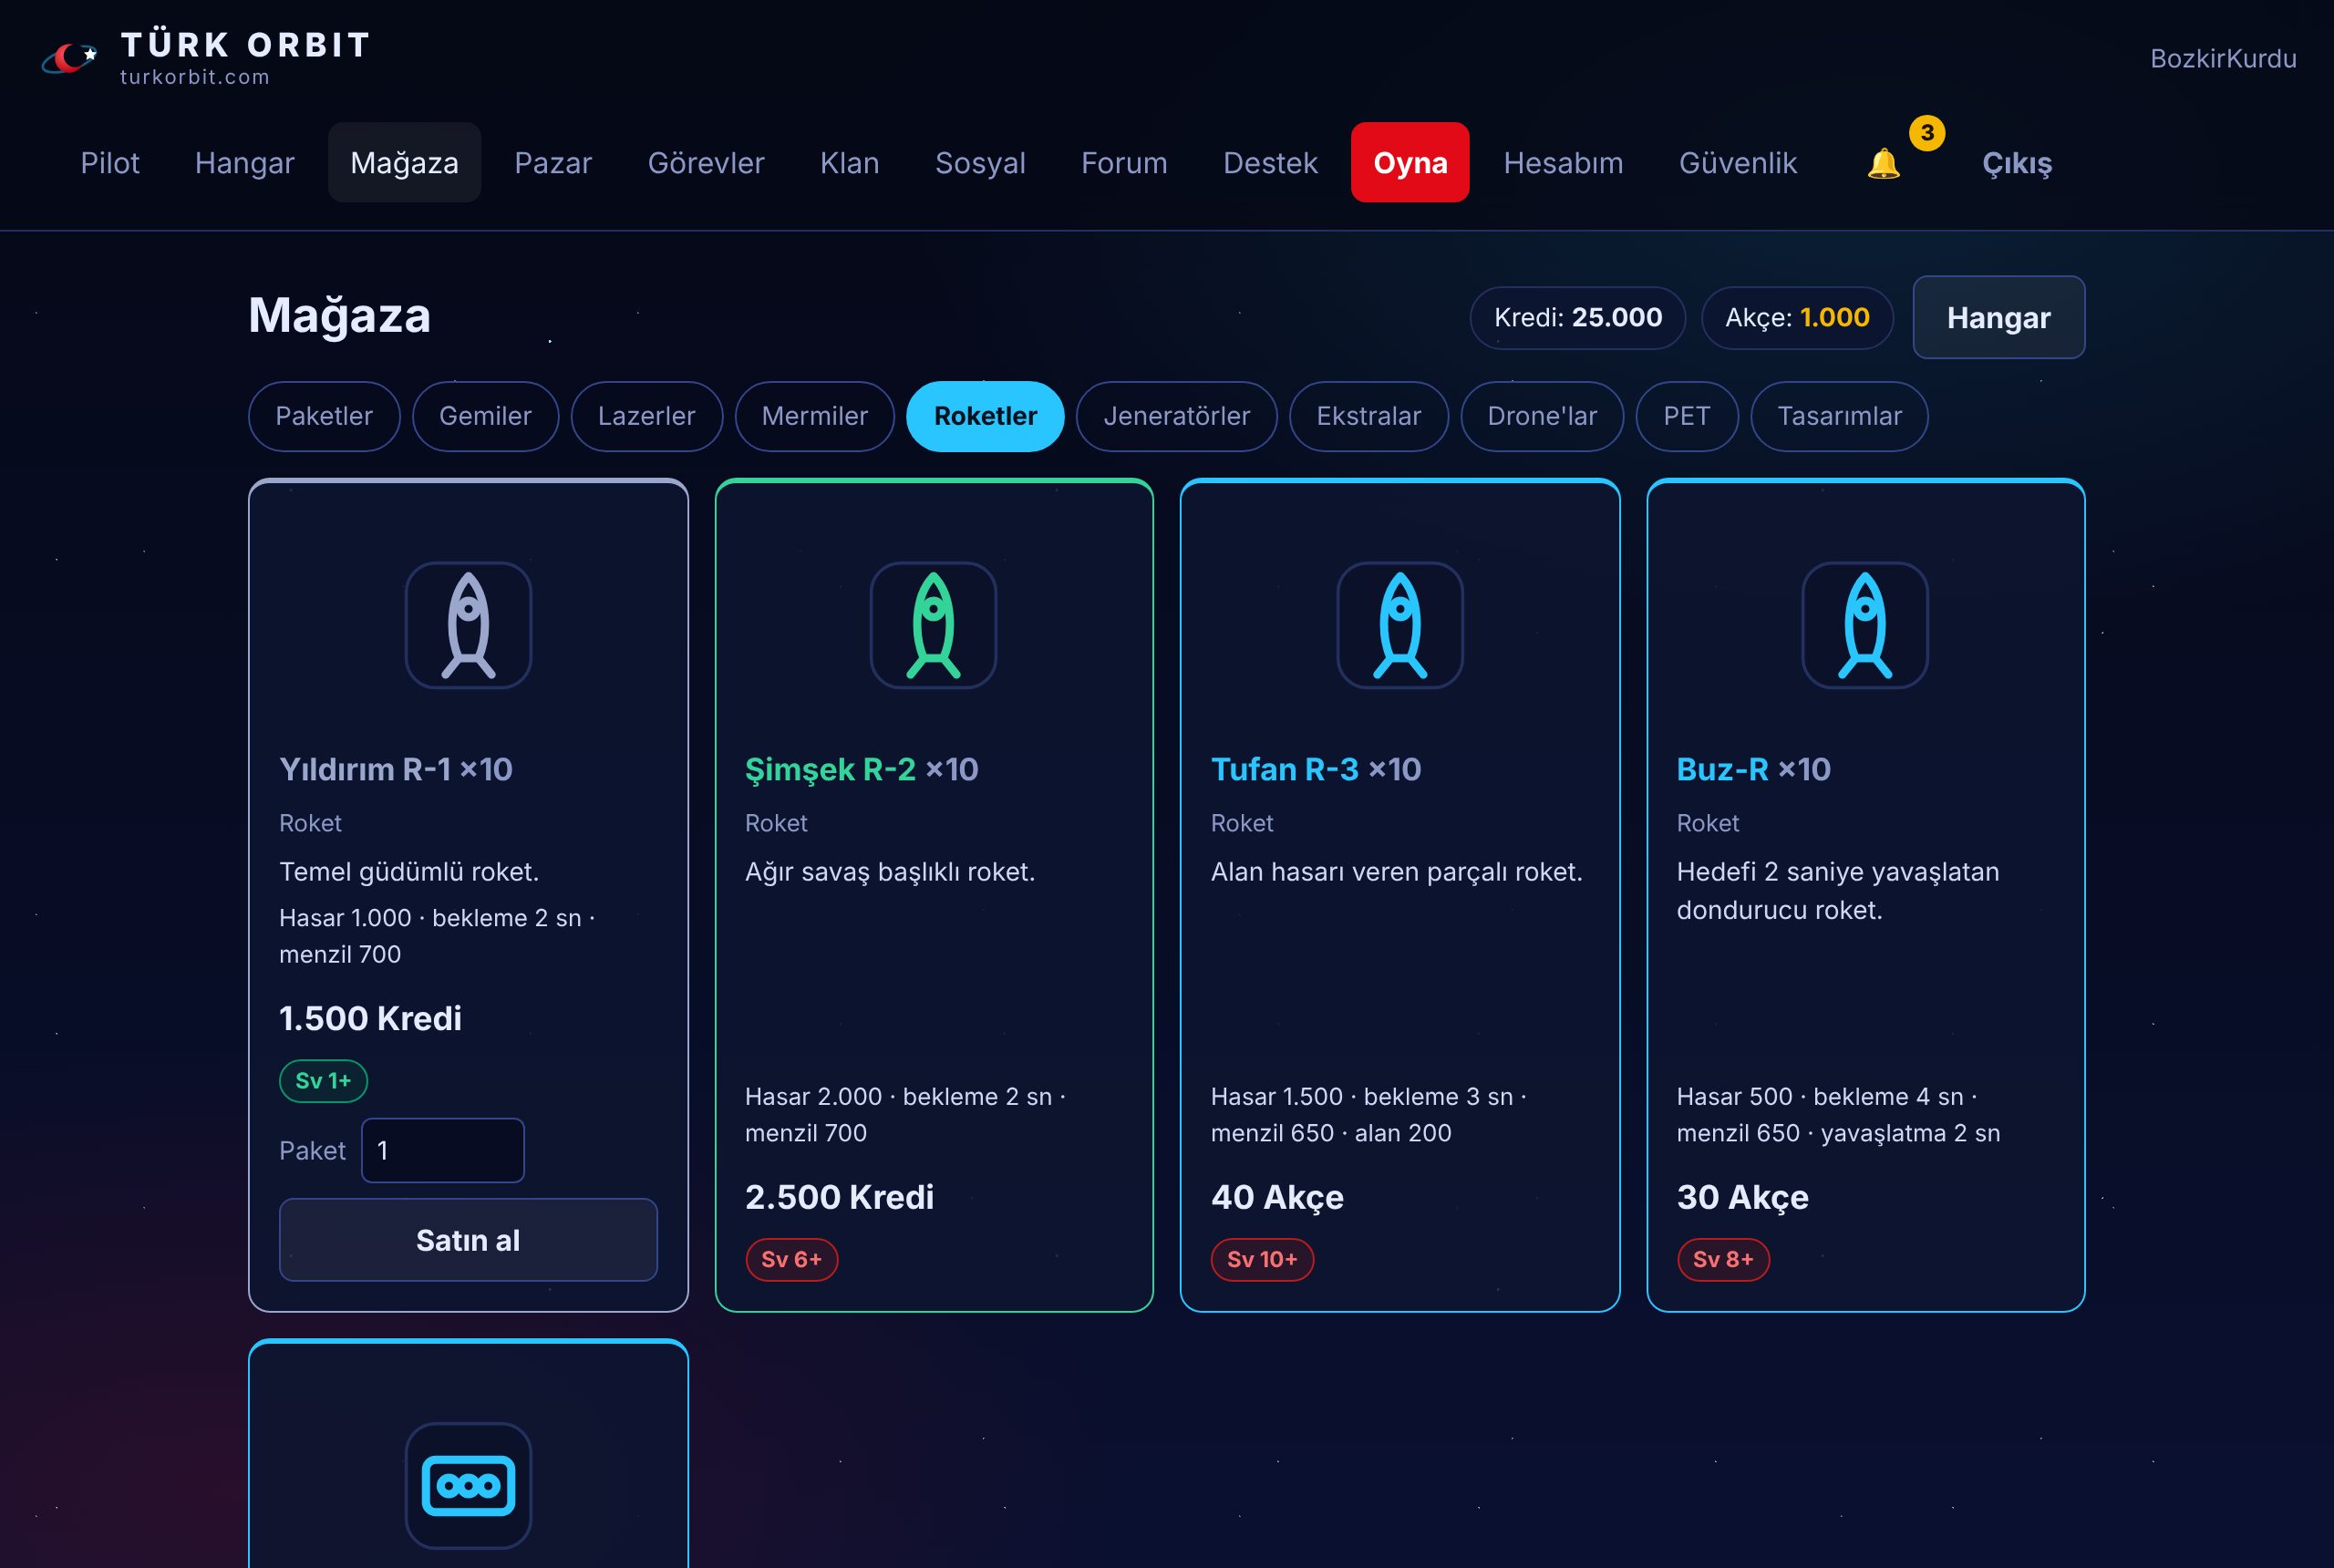 TÜRK ORBIT
turkorbit.com
BozkirKurdu
Pilot
Hangar
Mağaza
Pazar
Görevler
Klan
Sosyal
Forum
Destek
Oyna
Hesabım
Güvenlik
3
Çıkış
Mağaza
Kredi: 25.000
Akçe: 1.000
Hangar
Paketler
Gemiler
Lazerler
Mermiler
Roketler
Jeneratörler
Ekstralar
Drone'lar
PET
Tasarımlar
Yıldırım R-1 ×10
Roket
Temel güdümlü roket.
Hasar 1.000 · bekleme 2 sn ·
menzil 700
1.500 Kredi
Sv 1+
Paket 1
Satın al
Şimşek R-2 ×10
Roket
Ağır savaş başlıklı roket.
Hasar 2.000 · bekleme 2 sn ·
menzil 700
2.500 Kredi
Sv 6+
Tufan R-3 ×10
Roket
Alan hasarı veren parçalı roket.
Hasar 1.500 · bekleme 3 sn ·
menzil 650 · alan 200
40 Akçe
Sv 10+
Buz-R ×10
Roket
Hedefi 2 saniye yavaşlatan
dondurucu roket.
Hasar 500 · bekleme 4 sn ·
menzil 650 · yavaşlatma 2 sn
30 Akçe
Sv 8+